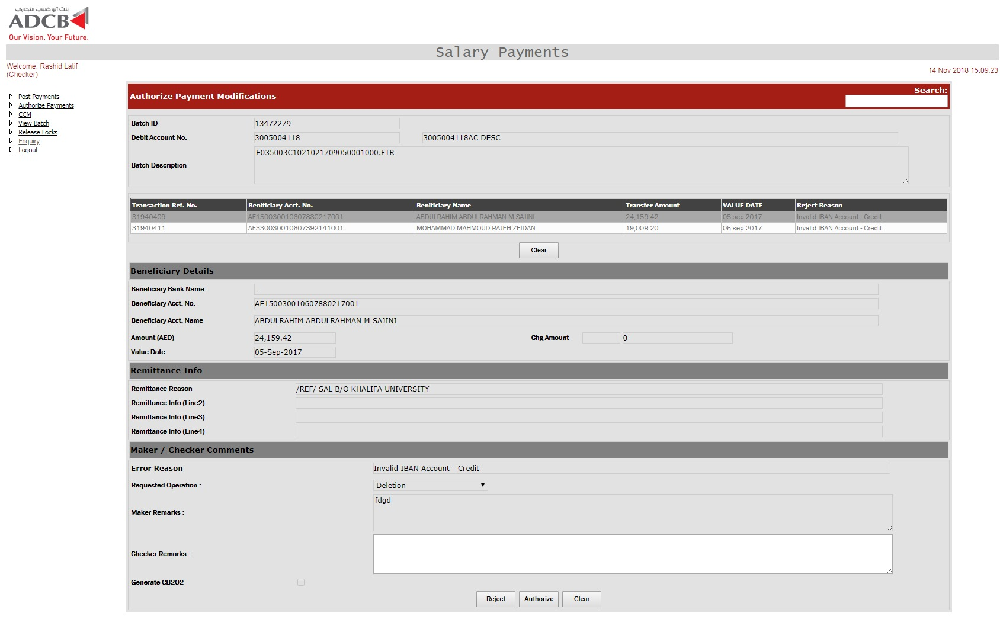 بنك أبوظبي التجاري
ADCB
Our Vision. Your Future.
Salary Payments
Welcome, Rashid Latif
(Checker)
14 Nov 2018 15:09:23
Post Payments
Authorize Payments
CCM
View Batch
Release Locks
Enquiry
Logout
Authorize Payment Modifications
Search:
Batch ID 13472279
Debit Account No. 3005004118 3005004118AC DESC
Batch Description E035003C1021021709050001000.FTR
Transaction Ref. No. Benificiary Acct. No. Benificiary Name Transfer Amount VALUE DATE Reject Reason
31940409 AE150030010607880217001 ABDULRAHIM ABDULRAHMAN M SAJINI 24,159.42 05 sep 2017 Invalid IBAN Account - Credit
31940411 AE330030010607392141001 MOHAMMAD MAHMOUD RAJEH ZEIDAN 19,009.20 05 sep 2017 Invalid IBAN Account - Credit
Clear
Beneficiary Details
Beneficiary Bank Name -
Beneficiary Acct. No. AE150030010607880217001
Beneficiary Acct. Name ABDULRAHIM ABDULRAHMAN M SAJINI
Amount (AED) 24,159.42 Chg Amount 0
Value Date 05-Sep-2017
Remittance Info
Remittance Reason /REF/ SAL B/O KHALIFA UNIVERSITY
Remittance Info (Line2)
Remittance Info (Line3)
Remittance Info (Line4)
Maker / Checker Comments
Error Reason Invalid IBAN Account - Credit
Requested Operation : Deletion
Maker Remarks : fdgd
Checker Remarks :
Generate CB202
Reject Authorize Clear